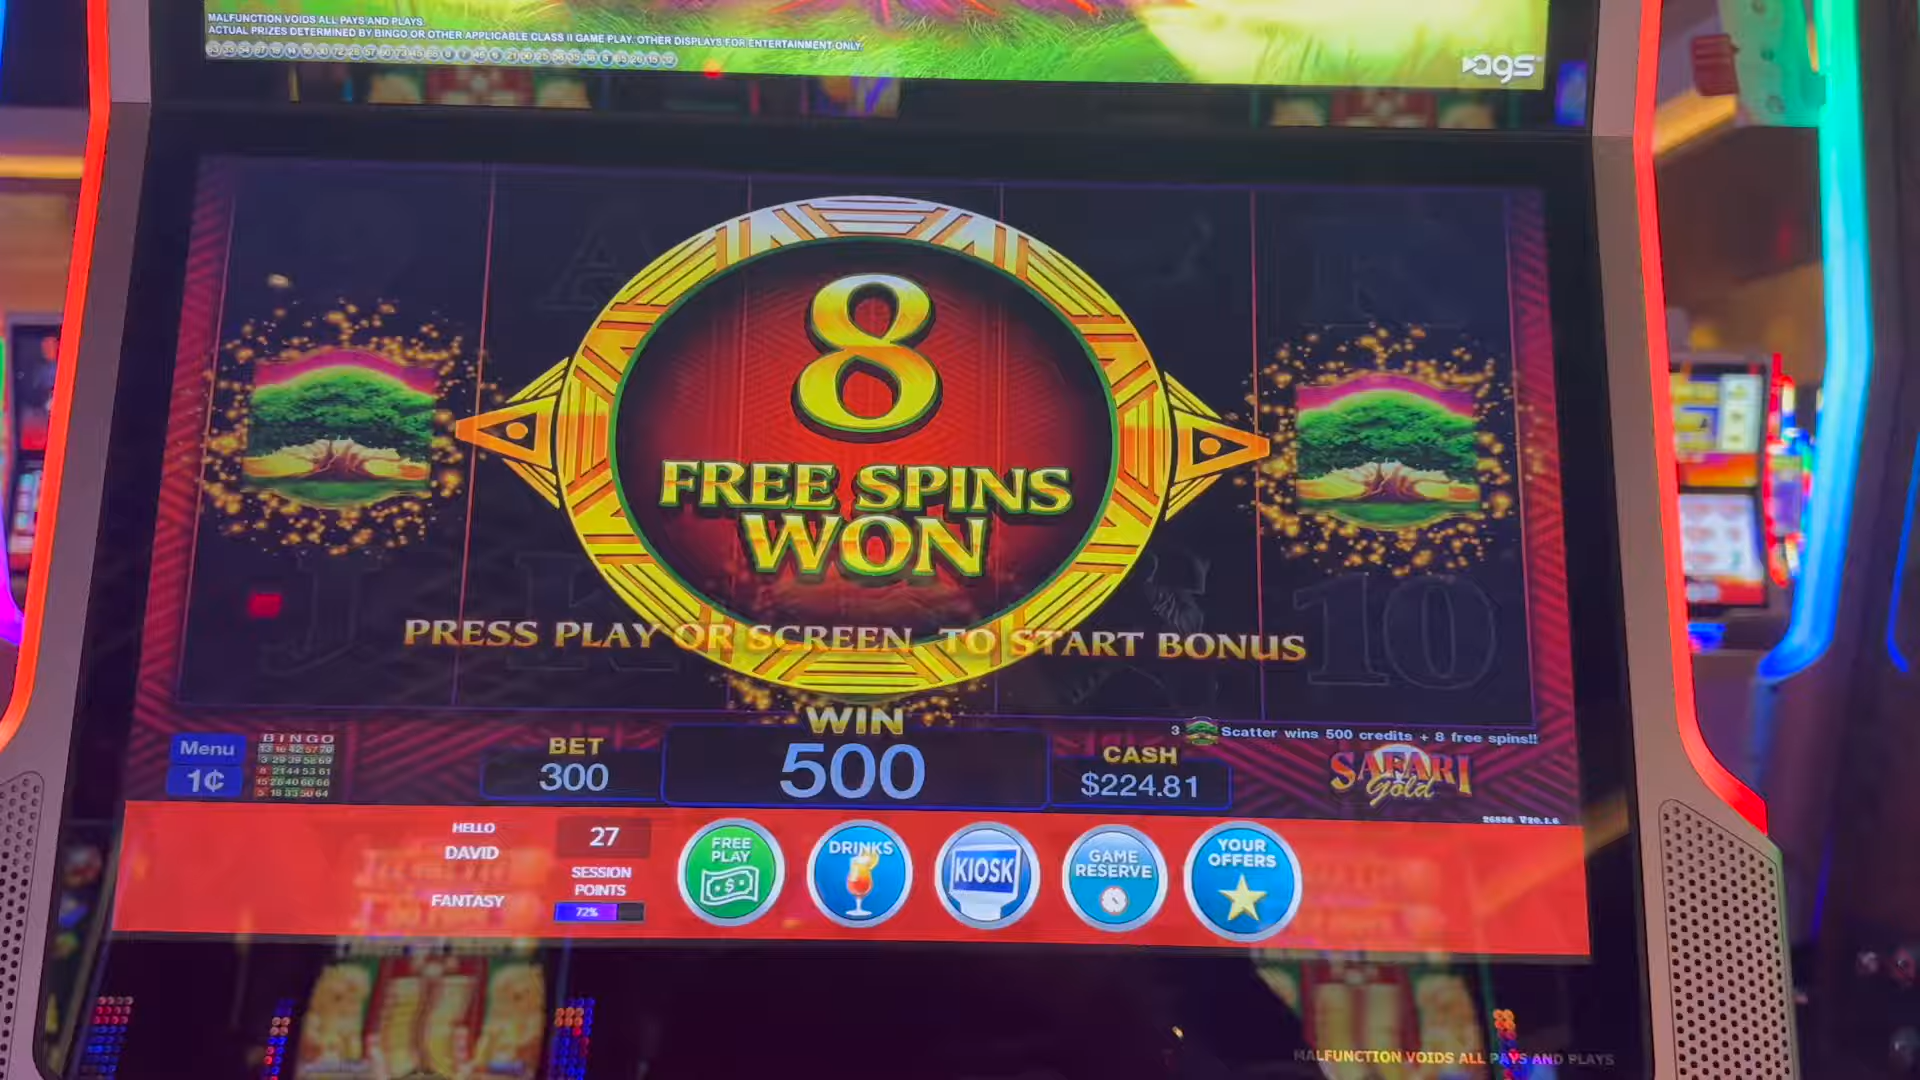 MALFUNCTION VOIDS ALL PAYS AND PLAYS.
ACTUAL PRIZES DETERMINED BY BINGO OR OTHER APPLICABLE CLASS II GAME PLAY. OTHER DISPLAYS FOR ENTERTAINMENT ONLY.
ags
8
FREE SPINS
WON
PRESS PLAY OR SCREEN TO START BONUS
J
K
10
WIN
500
3 Scatter wins 500 credits + 8 free spins!!
Menu
1¢
BINGO
BET
300
CASH
$224.81
SAFARI
Gold
HELLO
DAVID
FANTASY
27
SESSION
POINTS
72%
FREE
PLAY
DRINKS
KIOSK
GAME
RESERVE
YOUR
OFFERS
MALFUNCTION VOIDS ALL PAYS AND PLAYS